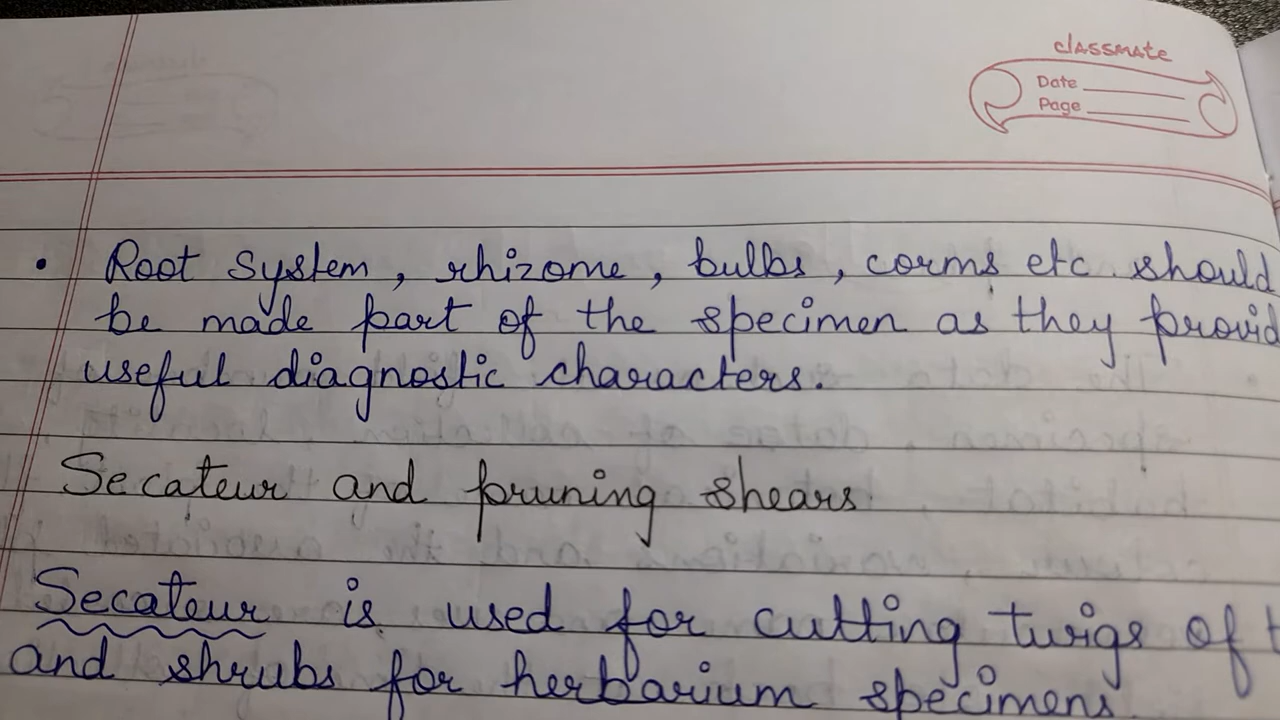 classmate
Date
Page
• Root system, rhizome, bulbs, corms etc. should
be made part of the specimen as they provid
useful diagnostic characters.
Secateur and pruning shears
Secateur is used for cutting twigs of t
and shrubs for herbarium specimens.